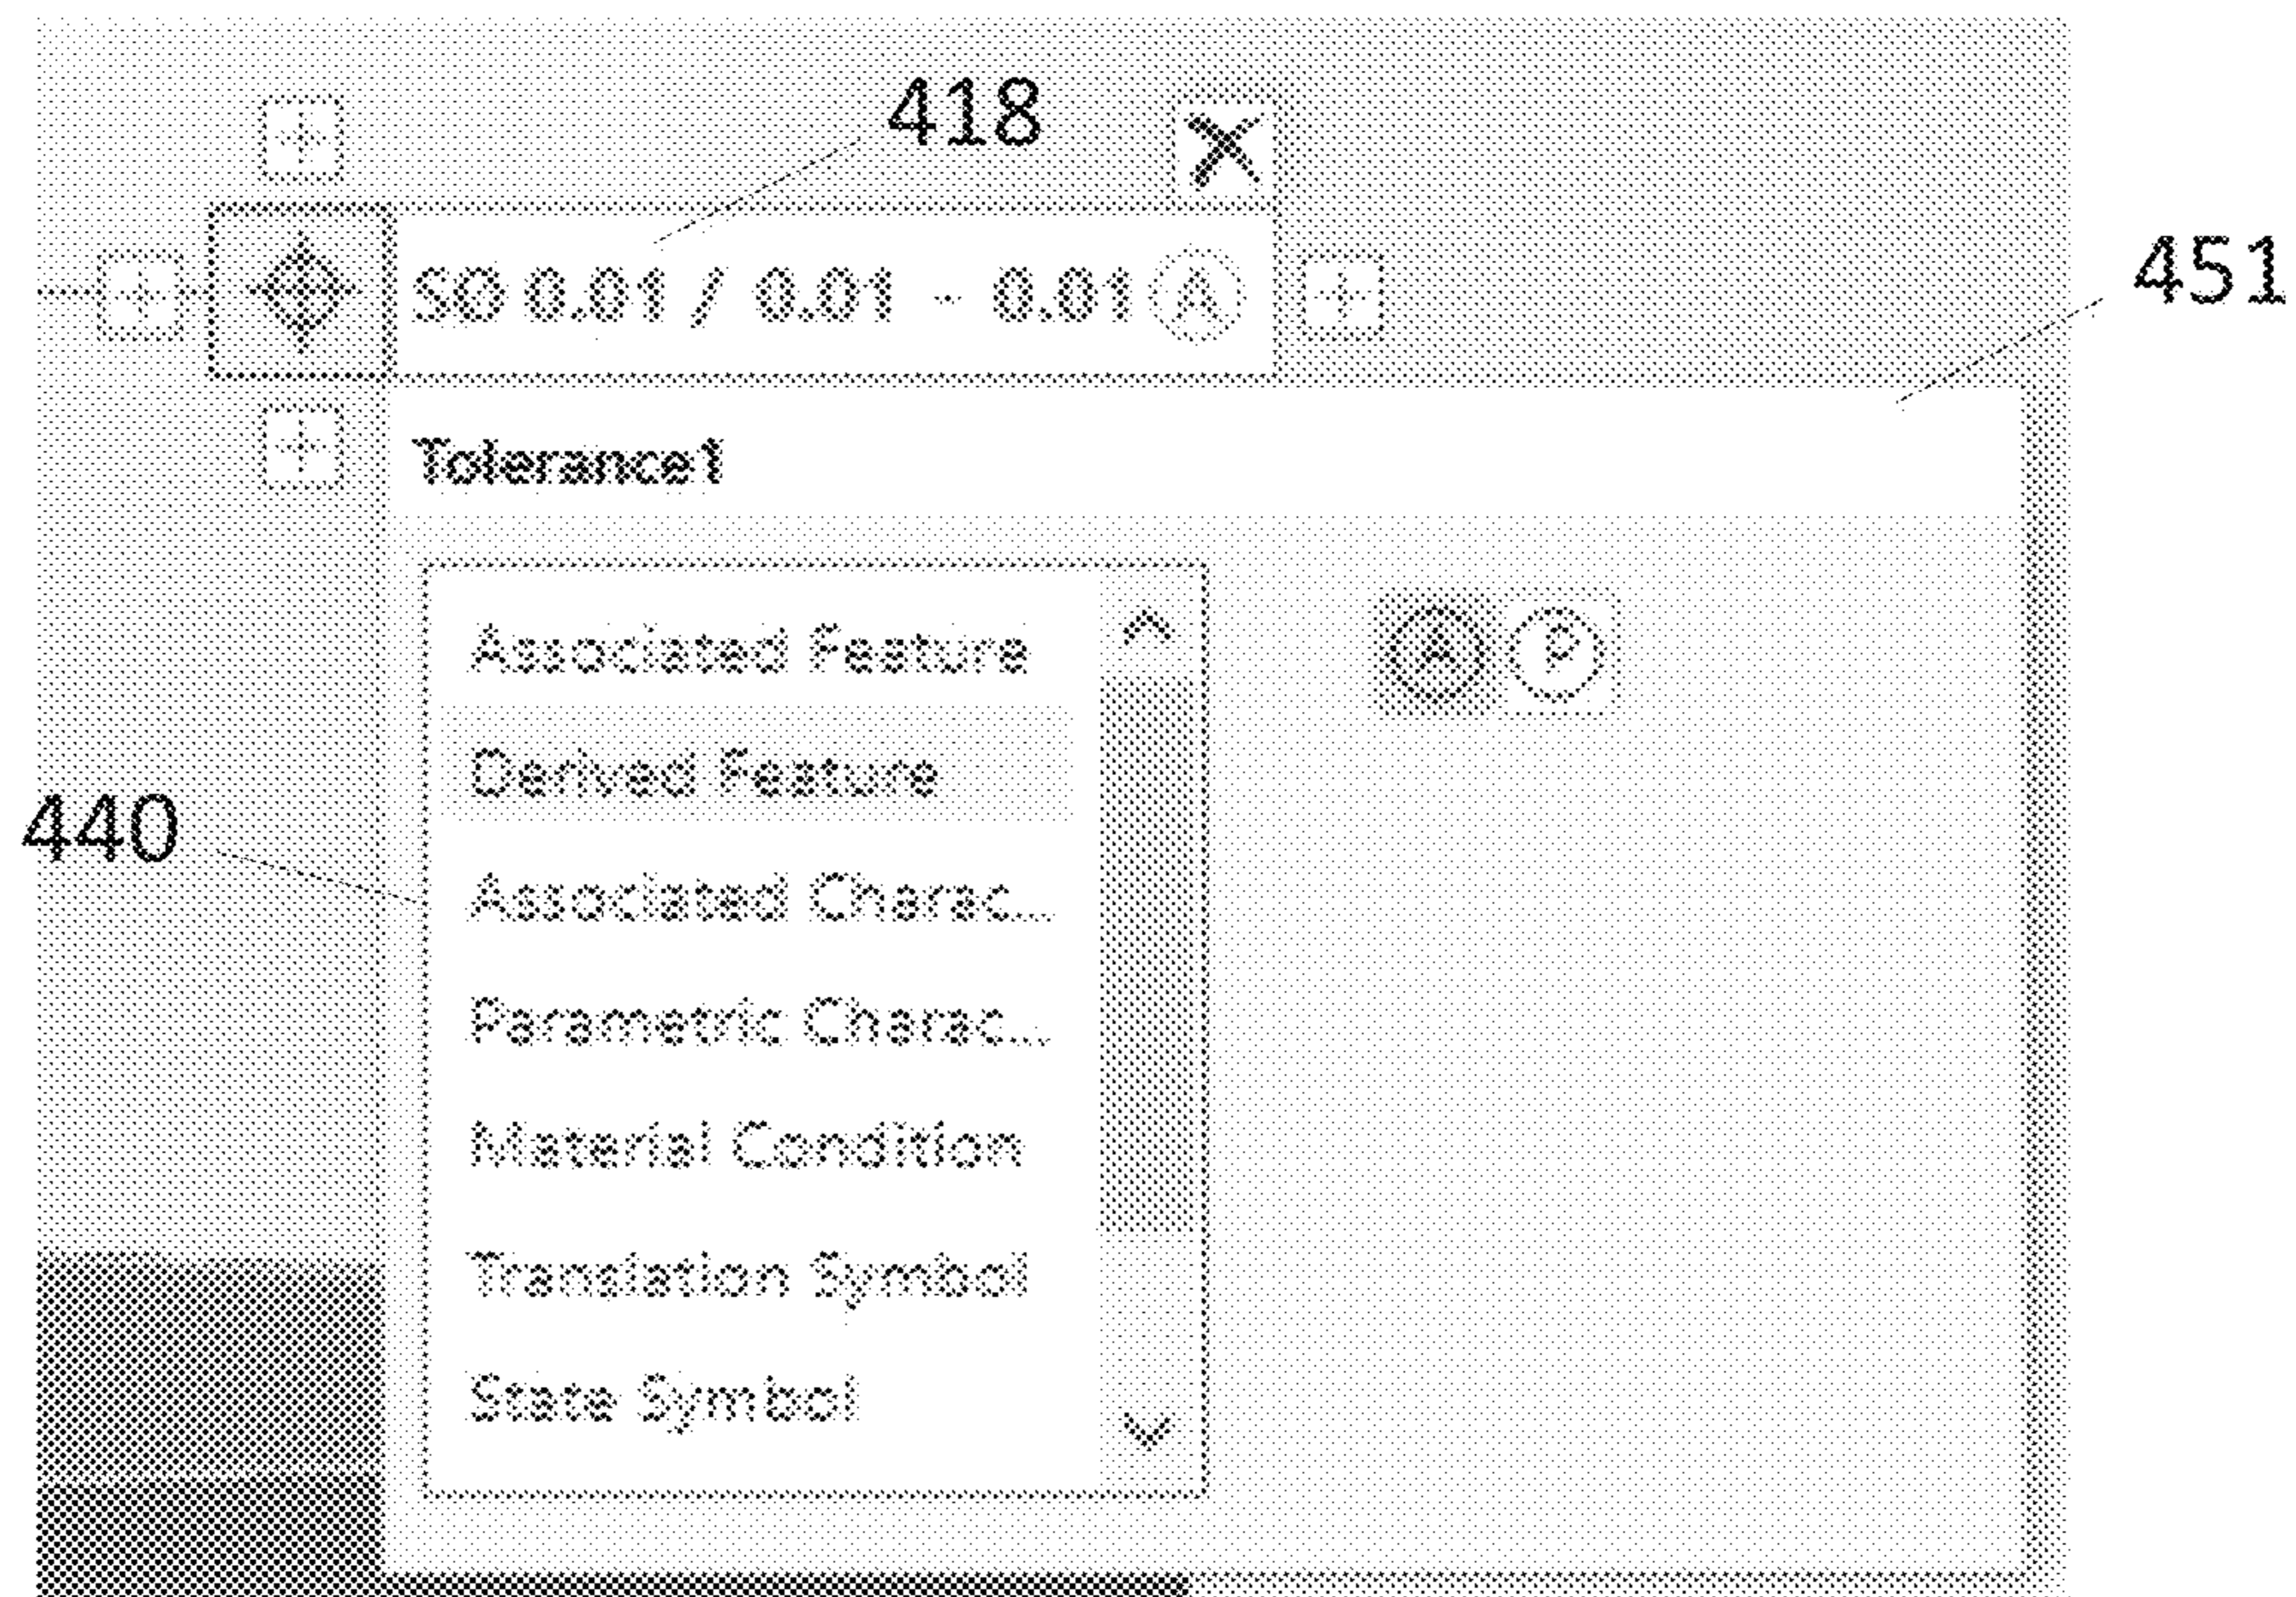 418
SØ 0.01 / 0.01 - 0.01 Ⓐ
451
Tolerance1
Associated Feature
Ⓐ Ⓟ
Derived Feature
440
Associated Charac...
Parametric Charac...
Material Condition
Translation Symbol
State Symbol